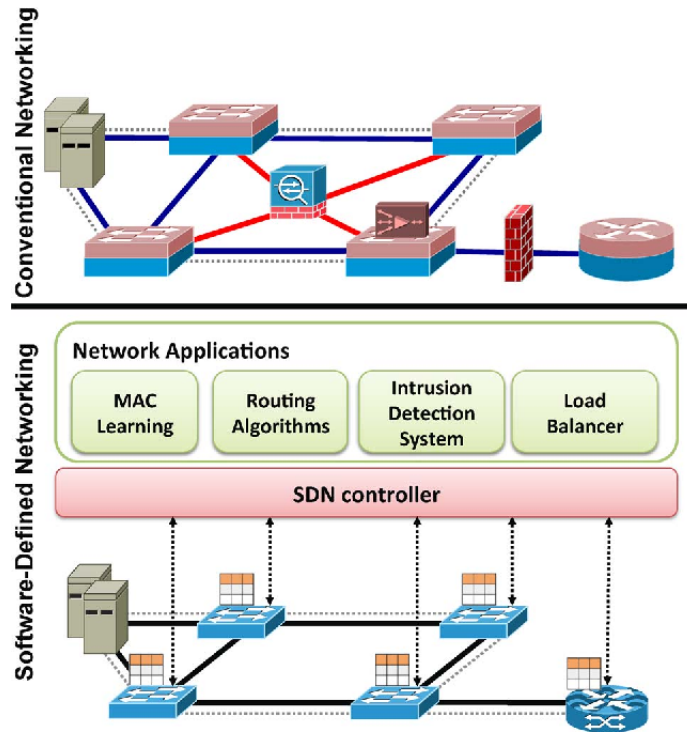 Conventional Networking
Software-Defined Networking
Network Applications
MAC
Learning
Routing
Algorithms
Intrusion
Detection
System
Load
Balancer
SDN controller